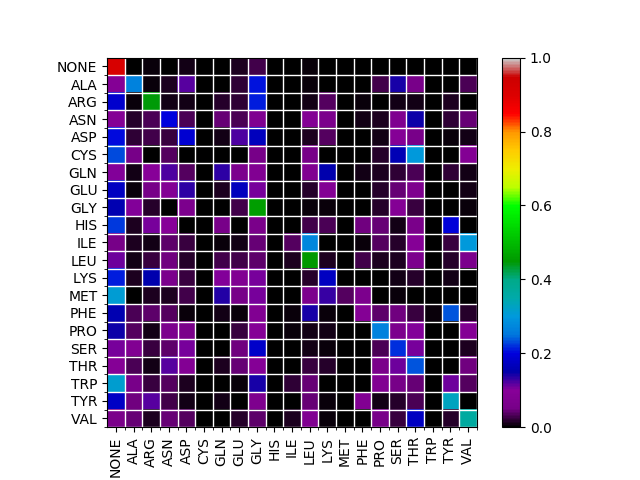 NONE
ALA
ARG
ASN
ASP
CYS
GLN
GLU
GLY
HIS
ILE
LEU
LYS
MET
PHE
PRO
SER
THR
TRP
TYR
VAL
NONE ALA ARG ASN ASP CYS GLN GLU GLY HIS ILE LEU LYS MET PHE PRO SER THR TRP TYR VAL
1.0
0.8
0.6
0.4
0.2
0.0